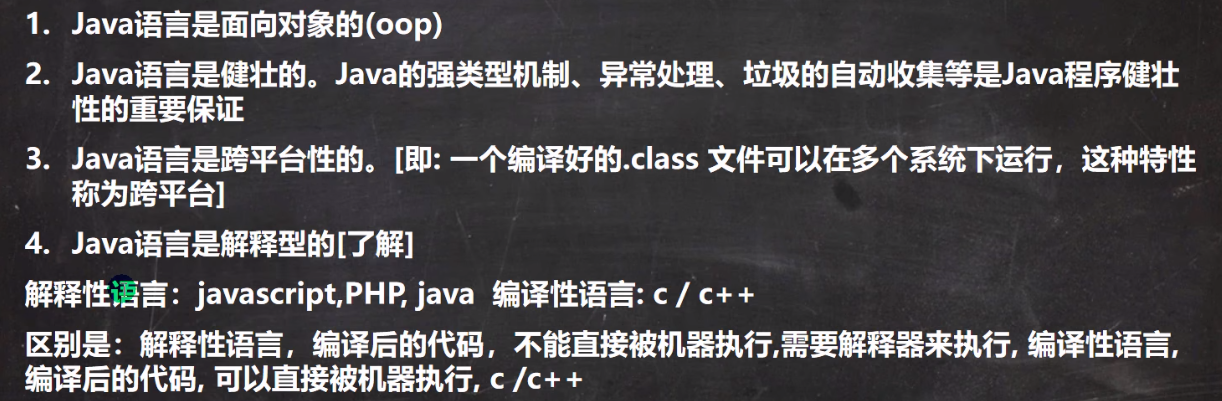 1. Java语言是面向对象的(oop)
2. Java语言是健壮的。Java的强类型机制、异常处理、垃圾的自动收集等是Java程序健壮
性的重要保证
3. Java语言是跨平台性的。[即: 一个编译好的.class 文件可以在多个系统下运行，这种特性
称为跨平台]
4. Java语言是解释型的[了解]
解释性语言：javascript,PHP, java 编译性语言: c / c++
区别是：解释性语言，编译后的代码，不能直接被机器执行,需要解释器来执行, 编译性语言,
编译后的代码, 可以直接被机器执行, c /c++